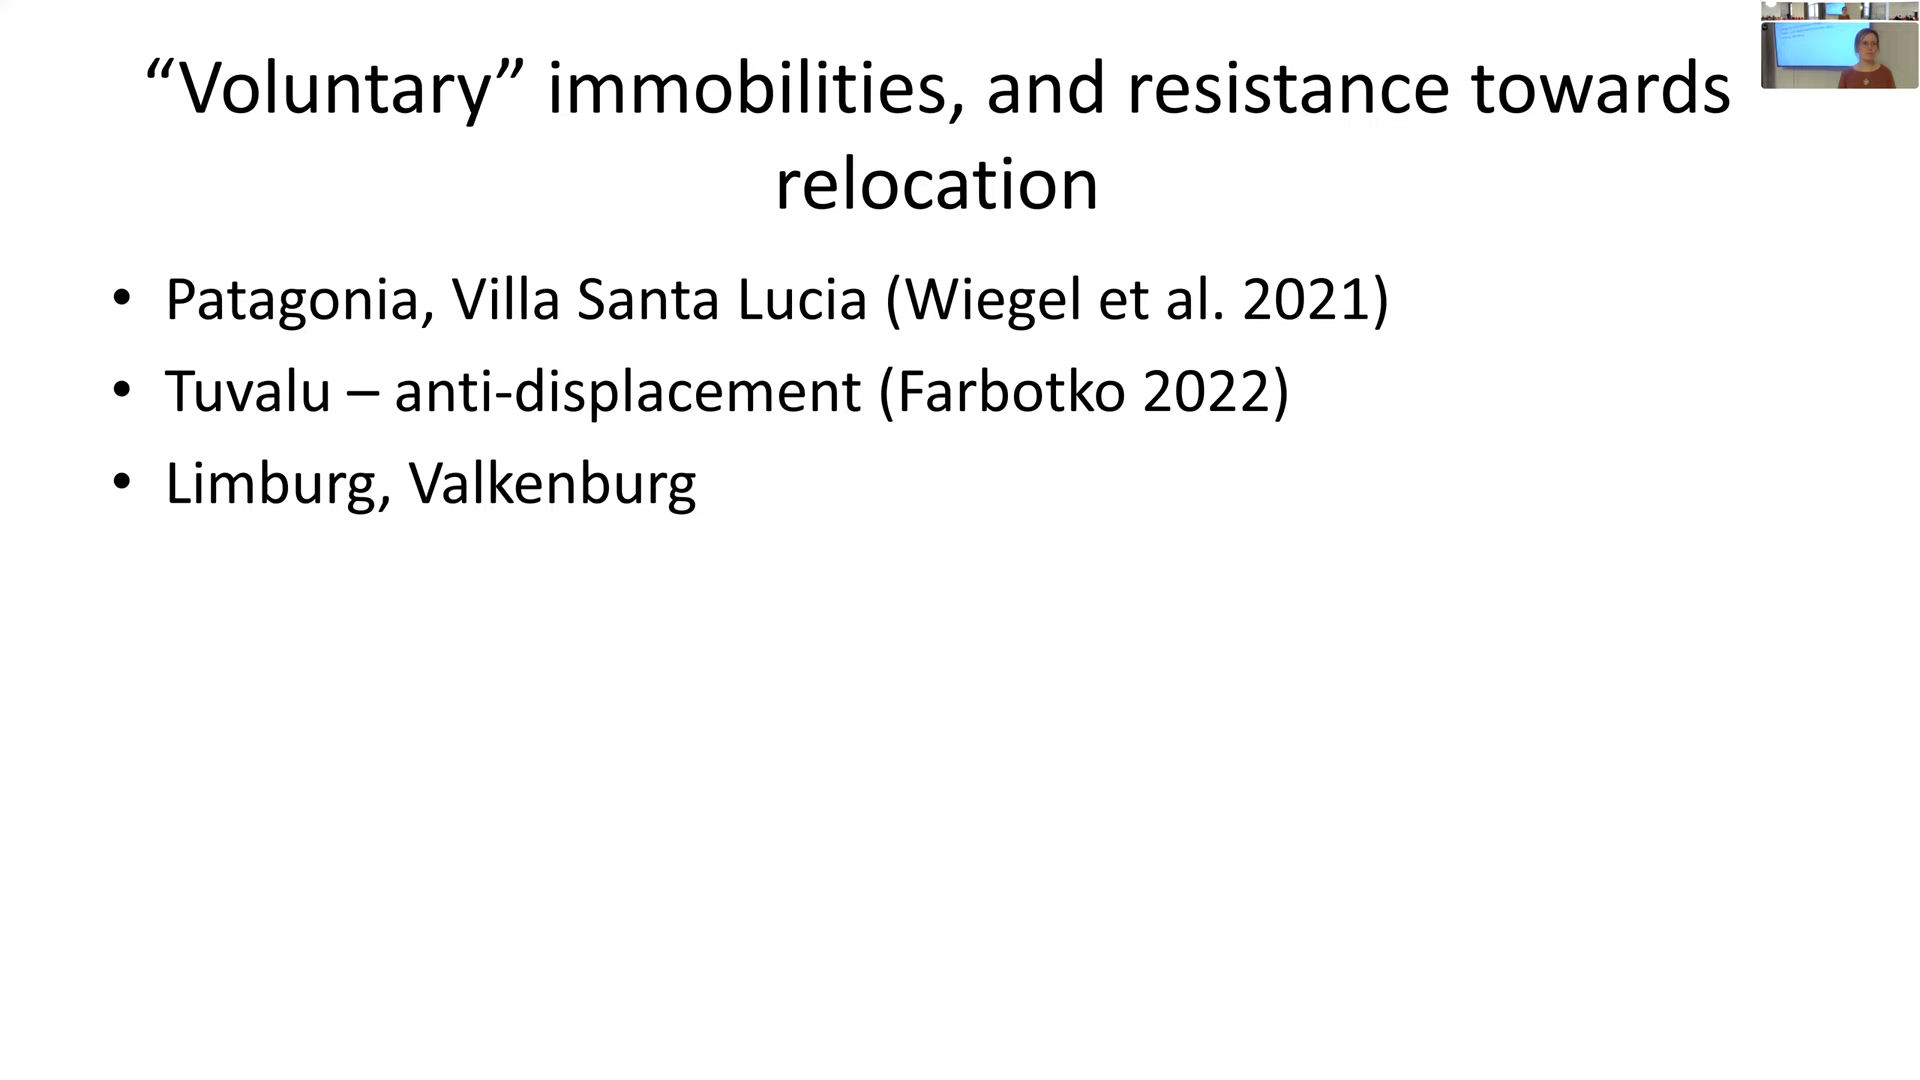 “Voluntary” immobilities, and resistance towards
relocation
• Patagonia, Villa Santa Lucia (Wiegel et al. 2021)
• Tuvalu – anti-displacement (Farbotko 2022)
• Limburg, Valkenburg